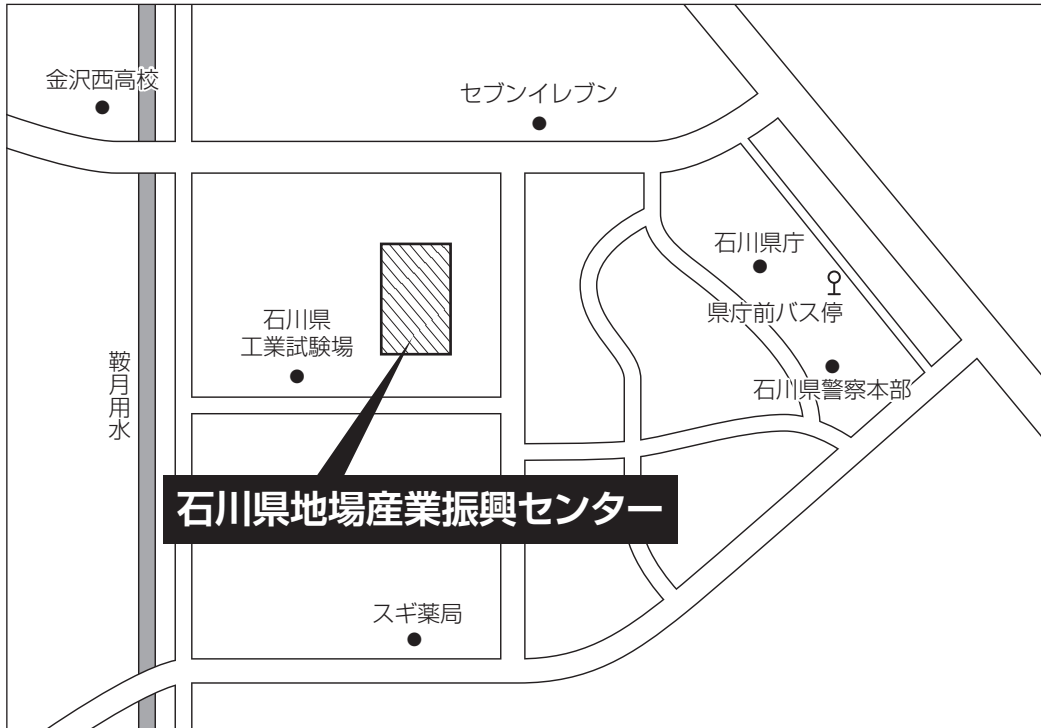 金沢西高校
セブンイレブン
石川県庁
県庁前バス停
石川県
工業試験場
石川県警察本部
鞍月用水
石川県地場産業振興センター
スギ薬局